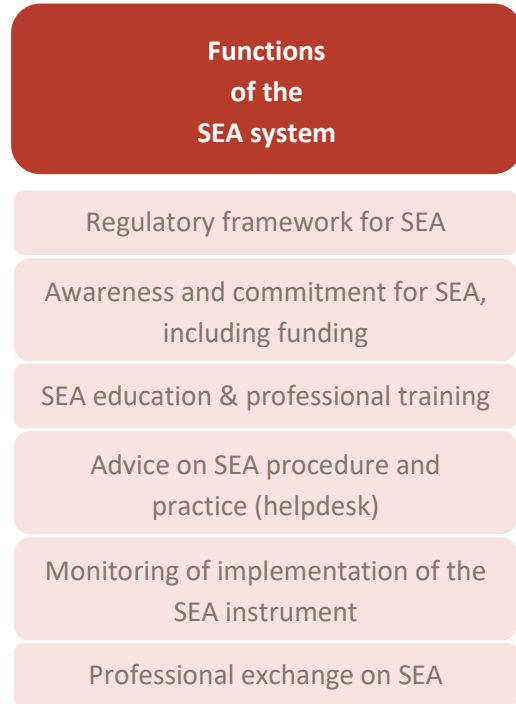 Functions
of the
SEA system
Regulatory framework for SEA
Awareness and commitment for SEA,
including funding
SEA education & professional training
Advice on SEA procedure and
practice (helpdesk)
Monitoring of implementation of the
SEA instrument
Professional exchange on SEA